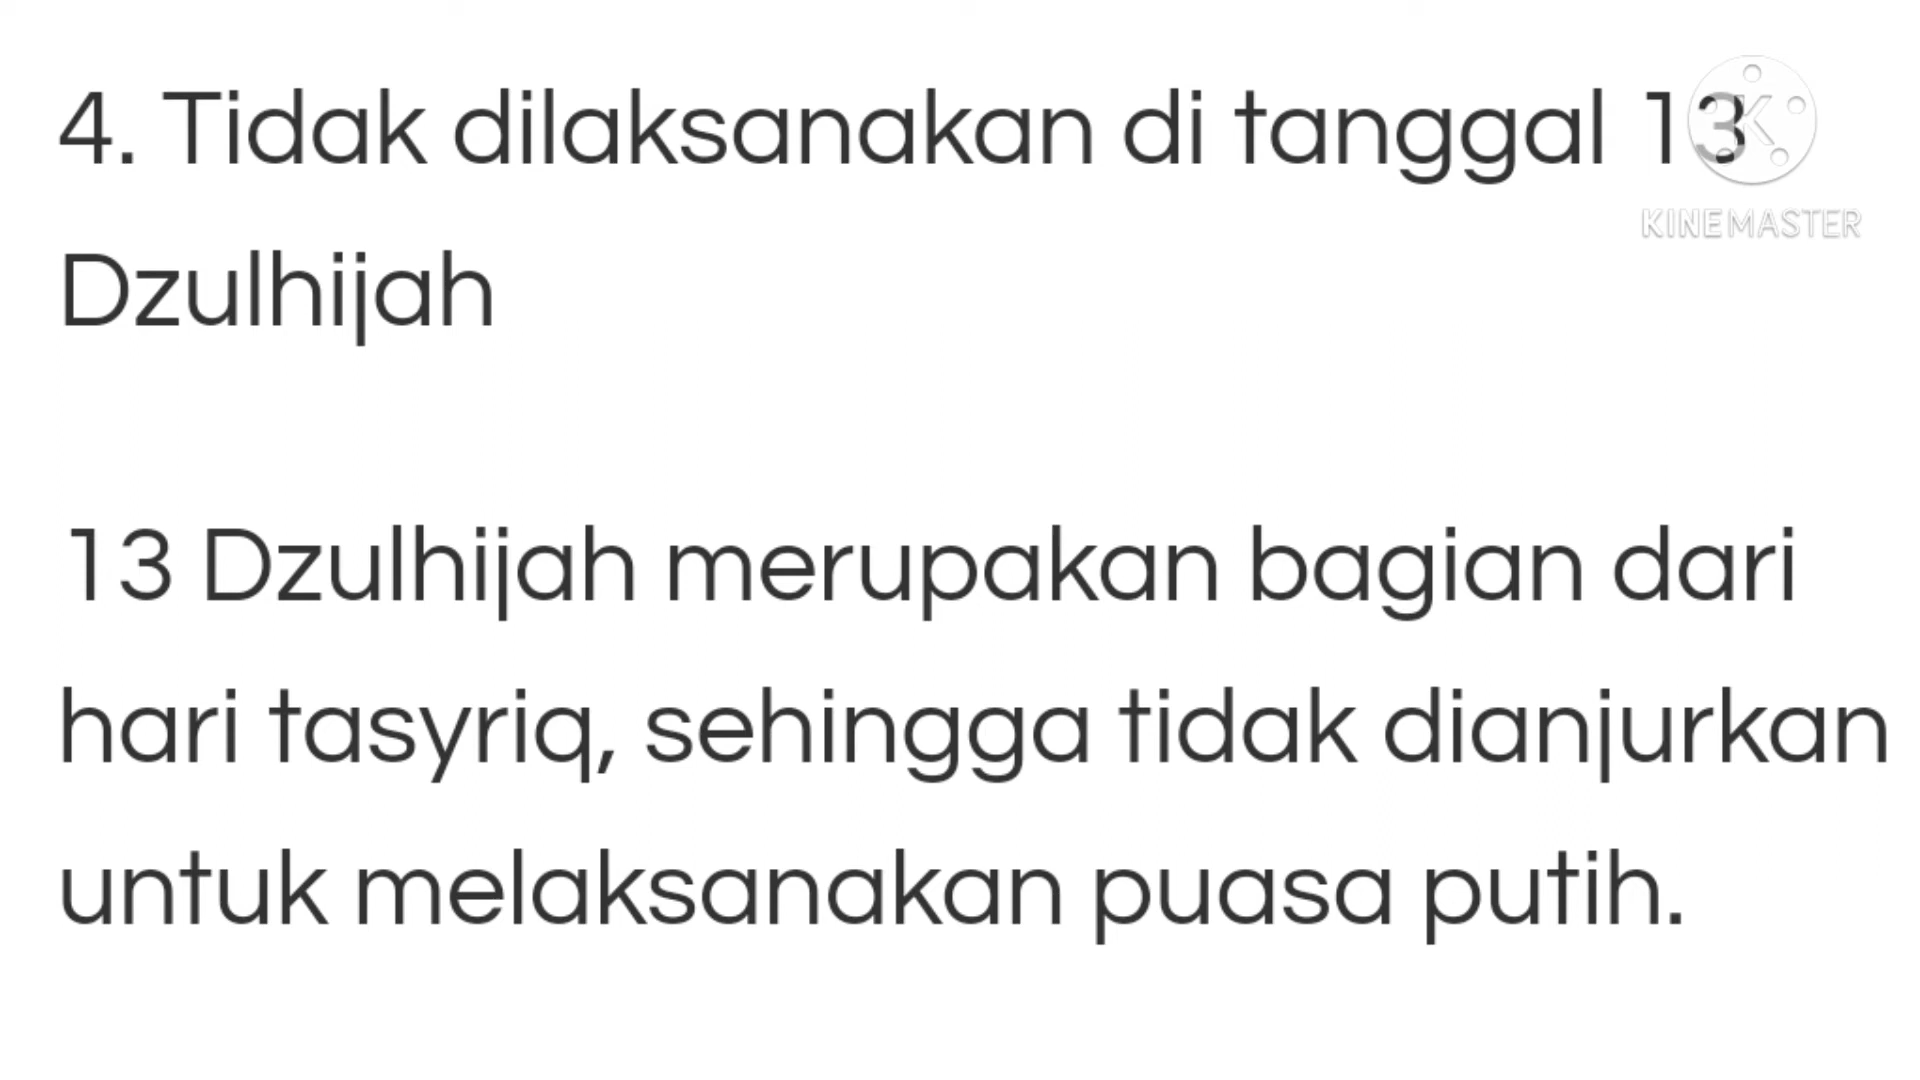 4. Tidak dilaksanakan di tanggal 13
KINEMASTER
Dzulhijah
13 Dzulhijah merupakan bagian dari
hari tasyriq, sehingga tidak dianjurkan
untuk melaksanakan puasa putih.